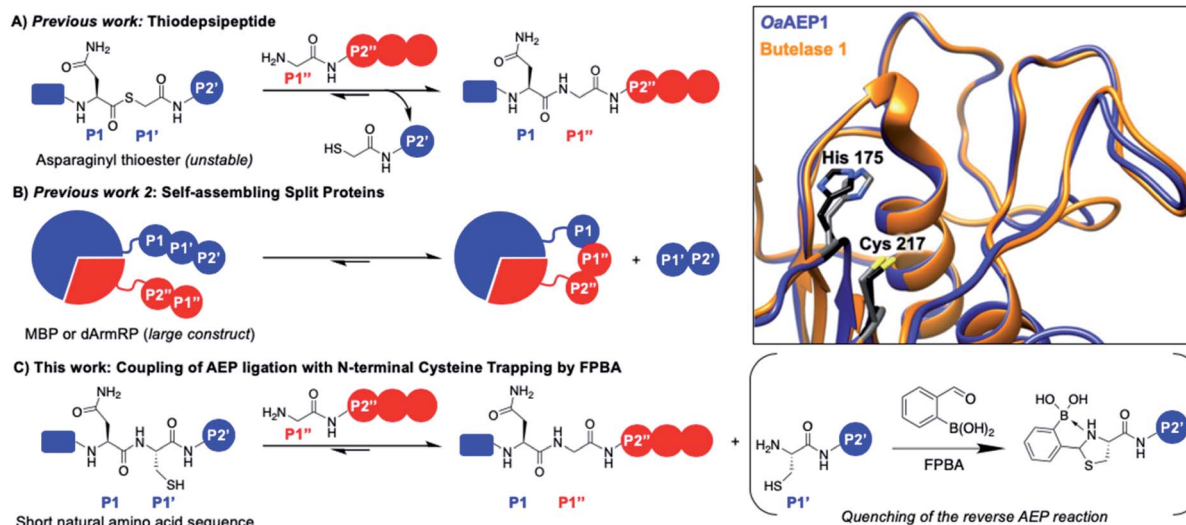 A) Previous work: Thiodepsipeptide
NH₂
O
N
H
O
S
O
N
H
P2'
P1 P1'
Asparaginyl thioester (unstable)
H₂N
O
N
H
P2''
P1''
HS
O
N
H
P2'
NH₂
O
N
H
O
H
N
O
N
H
P2''
P1 P1''
B) Previous work 2: Self-assembling Split Proteins
P1 P1' P2'
P2'' P1''
MBP or dArmRP (large construct)
P1
P1''
P2''
+ P1' P2'
OaAEP1
Butelase 1
His 175
Cys 217
C) This work: Coupling of AEP ligation with N-terminal Cysteine Trapping by FPBA
NH₂
O
N
H
O
H
N
O
N
H
P2'
SH
P1 P1'
Short natural amino acid sequence
H₂N
O
N
H
P2''
P1''
NH₂
O
N
H
O
H
N
O
N
H
P2''
P1 P1''
+
H₂N
O
N
H
P2'
HS
P1'
O
B(OH)₂
FPBA
HO OH
B
HN
O
N
H
P2'
S
Quenching of the reverse AEP reaction